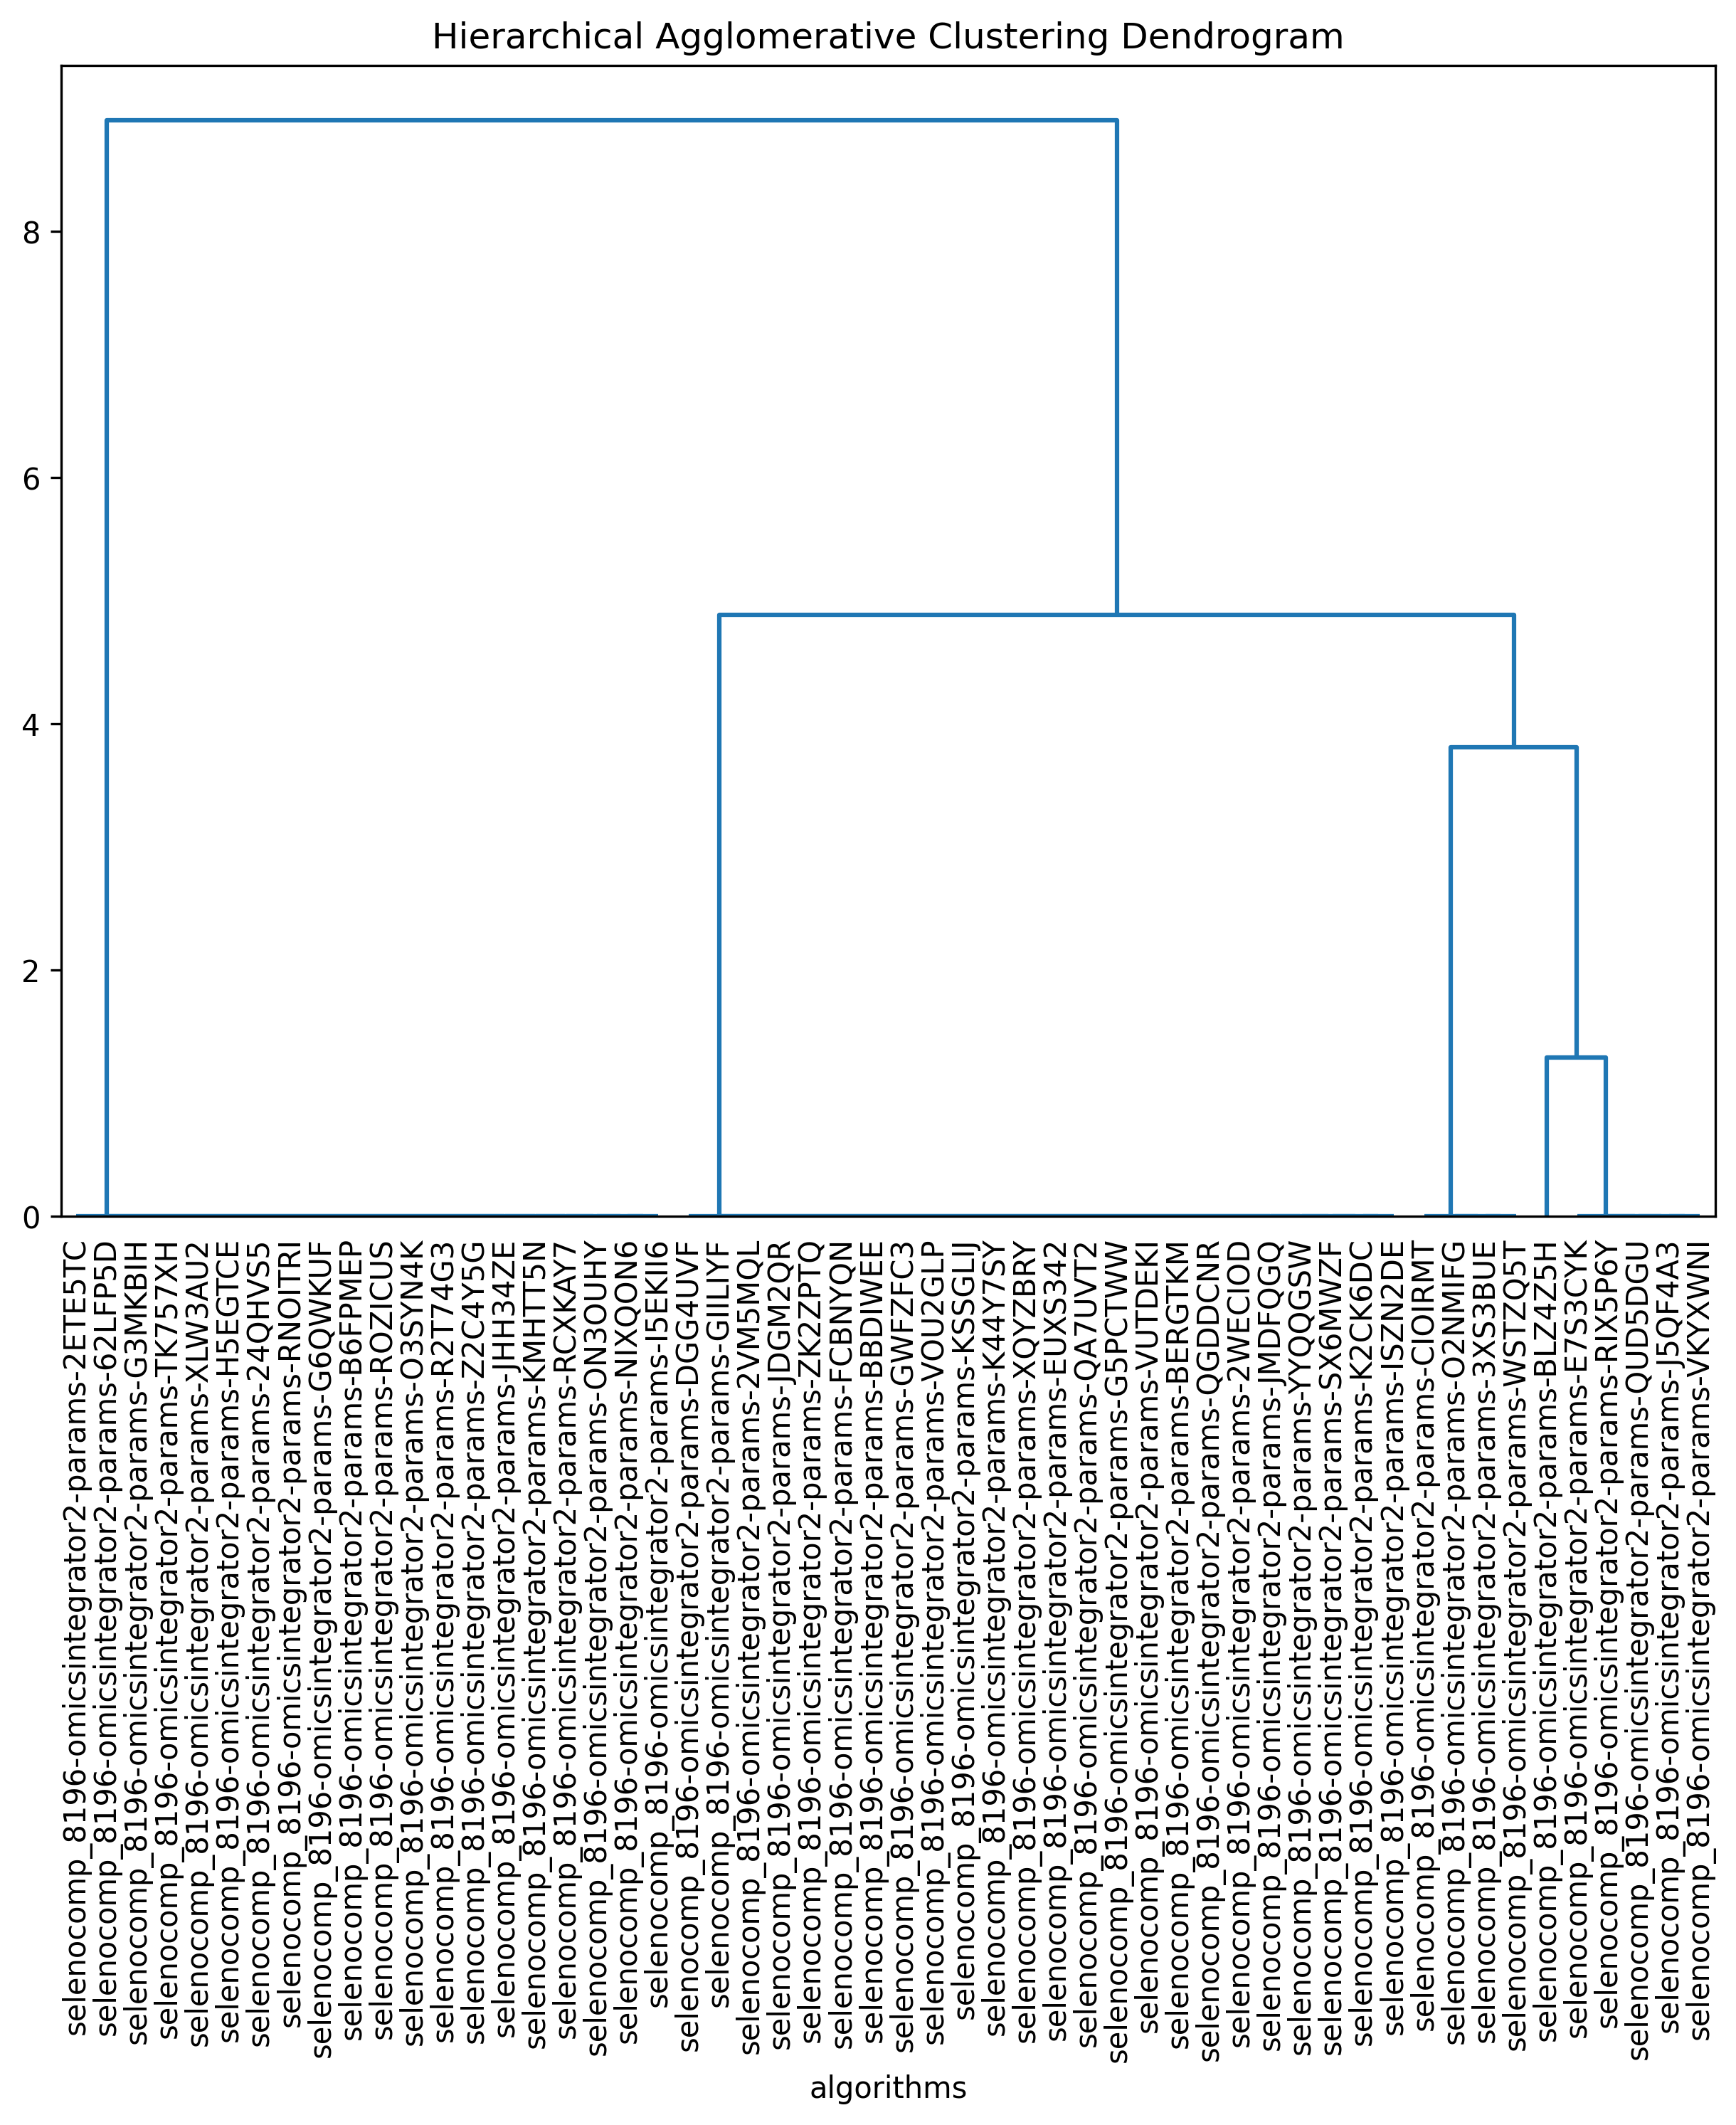 Hierarchical Agglomerative Clustering Dendrogram
8
6
4
2
0
selenocomp_8196-omicsintegrator2-params-2ETE5TC
selenocomp_8196-omicsintegrator2-params-62LFP5D
selenocomp_8196-omicsintegrator2-params-G3MKBIH
selenocomp_8196-omicsintegrator2-params-TK757XH
selenocomp_8196-omicsintegrator2-params-XLW3AU2
selenocomp_8196-omicsintegrator2-params-H5EGTCE
selenocomp_8196-omicsintegrator2-params-24QHVS5
selenocomp_8196-omicsintegrator2-params-RNOITRI
selenocomp_8196-omicsintegrator2-params-G6QWKUF
selenocomp_8196-omicsintegrator2-params-B6FPMEP
selenocomp_8196-omicsintegrator2-params-ROZICUS
selenocomp_8196-omicsintegrator2-params-O3SYN4K
selenocomp_8196-omicsintegrator2-params-R2T74G3
selenocomp_8196-omicsintegrator2-params-Z2C4Y5G
selenocomp_8196-omicsintegrator2-params-JHH34ZE
selenocomp_8196-omicsintegrator2-params-KMHTT5N
selenocomp_8196-omicsintegrator2-params-RCXKAY7
selenocomp_8196-omicsintegrator2-params-ON3OUHY
selenocomp_8196-omicsintegrator2-params-NIXQON6
selenocomp_8196-omicsintegrator2-params-I5EKII6
selenocomp_8196-omicsintegrator2-params-DGG4UVF
selenocomp_8196-omicsintegrator2-params-GIILIYF
selenocomp_8196-omicsintegrator2-params-2VM5MQL
selenocomp_8196-omicsintegrator2-params-JDGM2QR
selenocomp_8196-omicsintegrator2-params-ZK2ZPTQ
selenocomp_8196-omicsintegrator2-params-FCBNYQN
selenocomp_8196-omicsintegrator2-params-BBDIWEE
selenocomp_8196-omicsintegrator2-params-GWFZFC3
selenocomp_8196-omicsintegrator2-params-VOU2GLP
selenocomp_8196-omicsintegrator2-params-KSSGLIJ
selenocomp_8196-omicsintegrator2-params-K44Y7SY
selenocomp_8196-omicsintegrator2-params-XQYZBRY
selenocomp_8196-omicsintegrator2-params-EUXS342
selenocomp_8196-omicsintegrator2-params-QA7UVT2
selenocomp_8196-omicsintegrator2-params-G5PCTWW
selenocomp_8196-omicsintegrator2-params-VUTDEKI
selenocomp_8196-omicsintegrator2-params-BERGTKM
selenocomp_8196-omicsintegrator2-params-QGDDCNR
selenocomp_8196-omicsintegrator2-params-2WECIOD
selenocomp_8196-omicsintegrator2-params-JMDFQGQ
selenocomp_8196-omicsintegrator2-params-YYQQGSW
selenocomp_8196-omicsintegrator2-params-SX6MWZF
selenocomp_8196-omicsintegrator2-params-K2CK6DC
selenocomp_8196-omicsintegrator2-params-ISZN2DE
selenocomp_8196-omicsintegrator2-params-CIOIRMT
selenocomp_8196-omicsintegrator2-params-O2NMIFG
selenocomp_8196-omicsintegrator2-params-3XS3BUE
selenocomp_8196-omicsintegrator2-params-WSTZQ5T
selenocomp_8196-omicsintegrator2-params-BLZ4Z5H
selenocomp_8196-omicsintegrator2-params-E7S3CYK
selenocomp_8196-omicsintegrator2-params-RIX5P6Y
selenocomp_8196-omicsintegrator2-params-QUD5DGU
selenocomp_8196-omicsintegrator2-params-J5QF4A3
selenocomp_8196-omicsintegrator2-params-VKYXWNI
algorithms